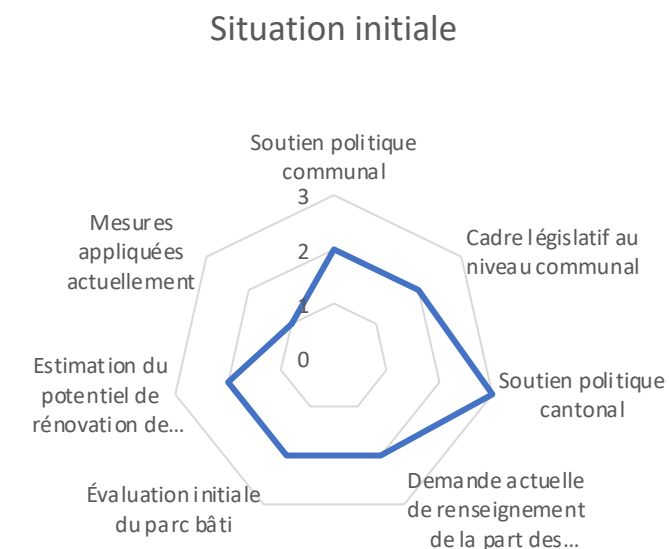 Situation initiale
Soutien politique
communal
3
2
1
0
Cadre législatif au
niveau communal
Soutien politique
cantonal
Demande actuelle
de renseignement
de la part des...
Évaluation initiale
du parc bâti
Estimation du
potentiel de
rénovation de...
Mesures
appliquées
actuellement